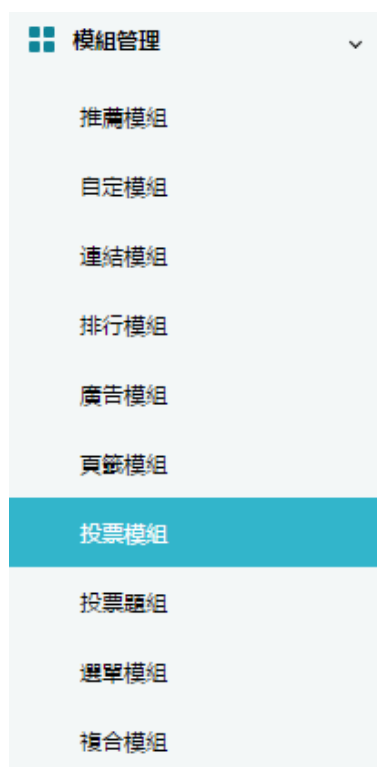 模組管理
推薦模組
自定模組
連結模組
排行模組
廣告模組
頁籤模組
投票模組
投票題組
選單模組
複合模組